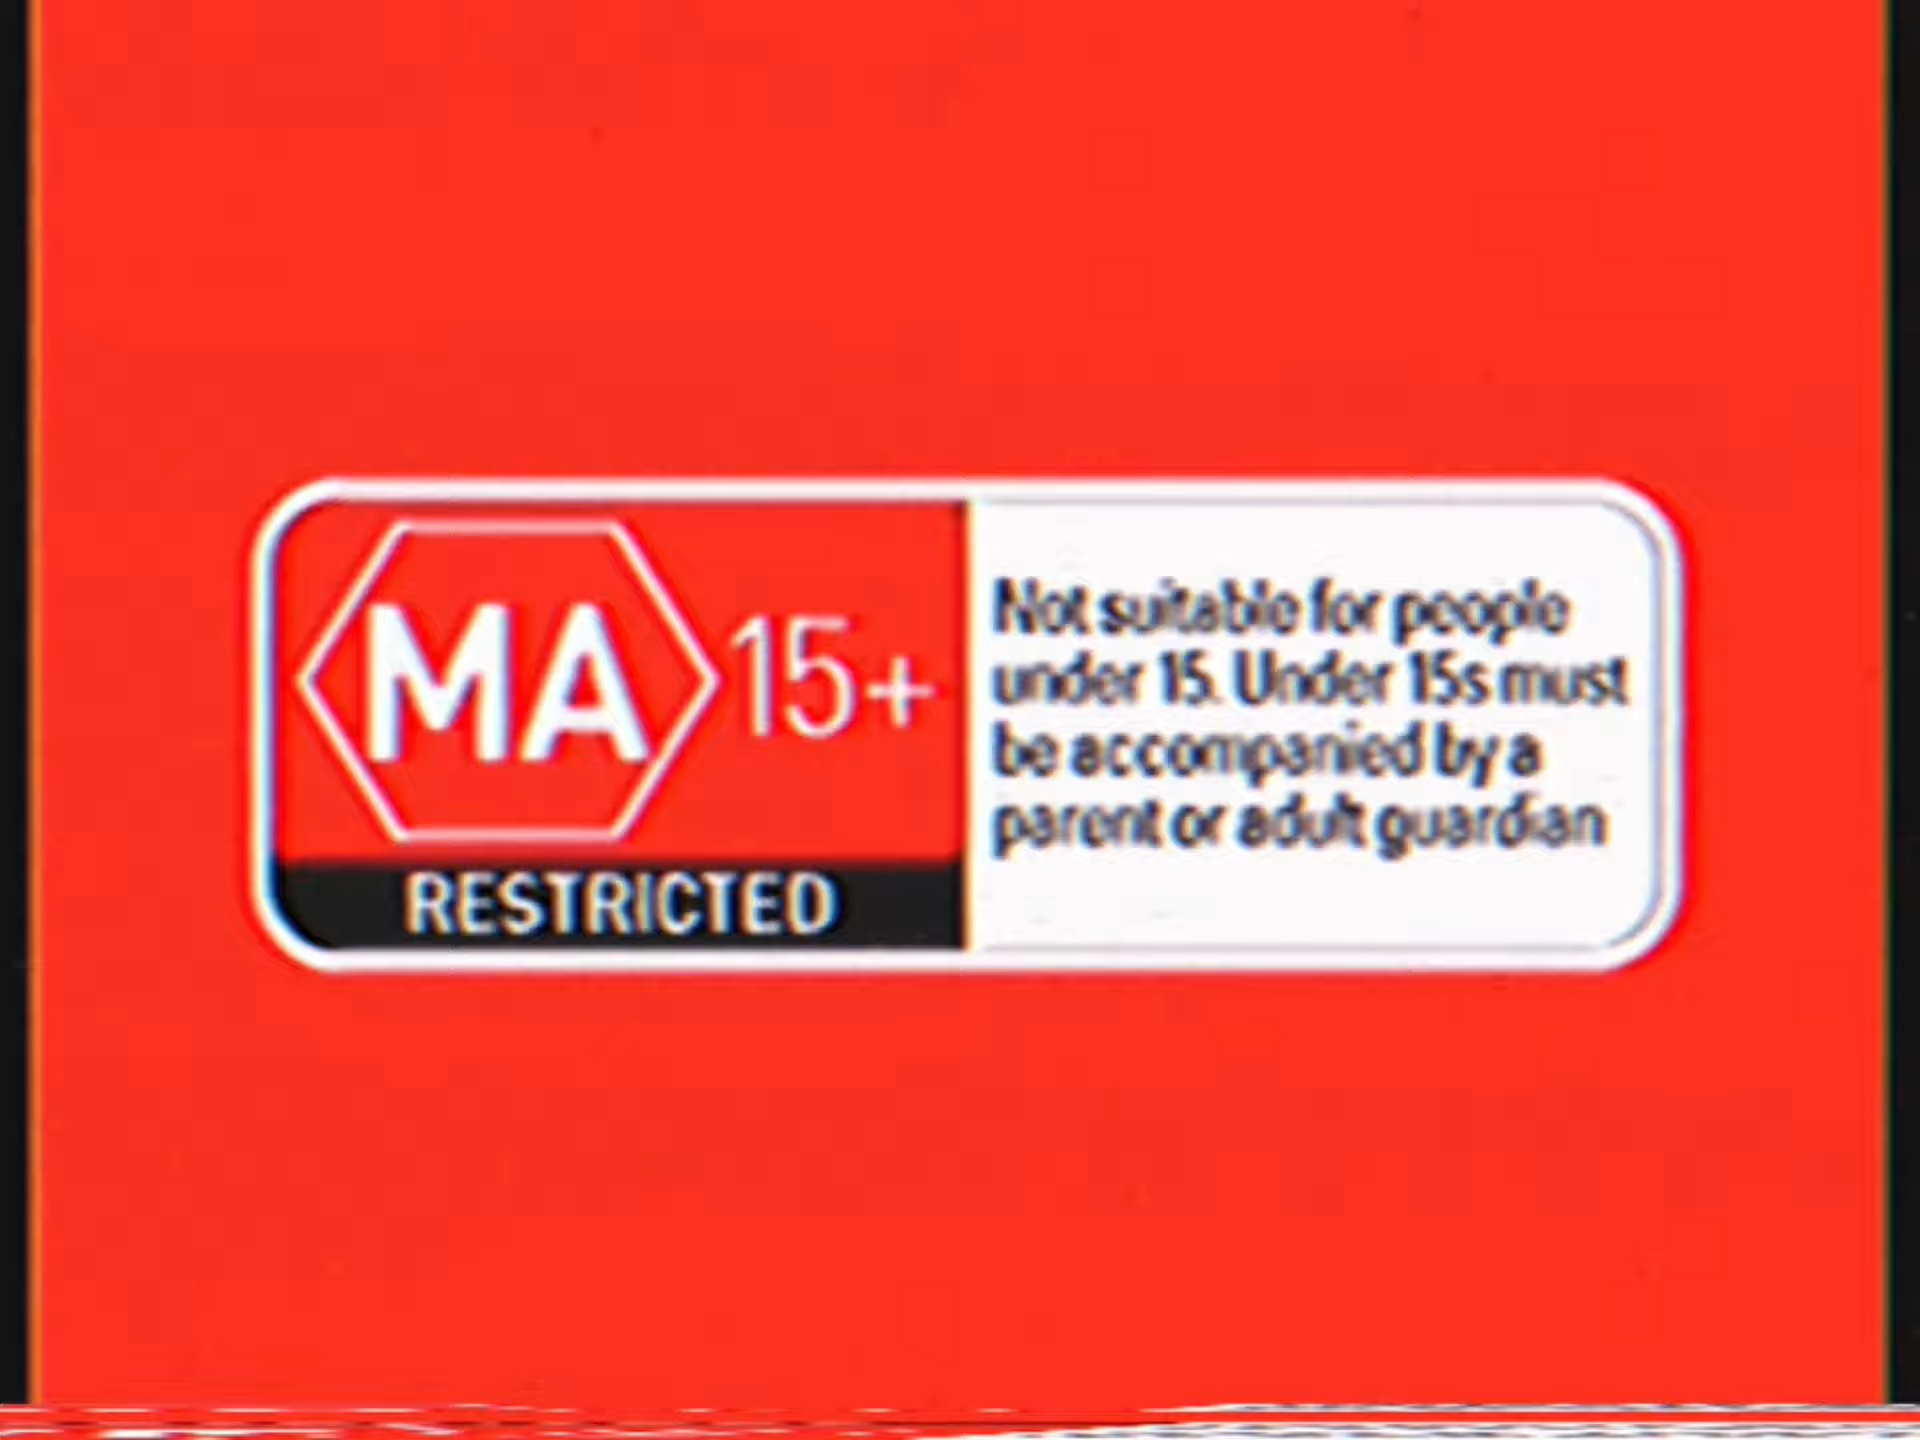 MA 15+
RESTRICTED
Not suitable for people
under 15. Under 15s must
be accompanied by a
parent or adult guardian